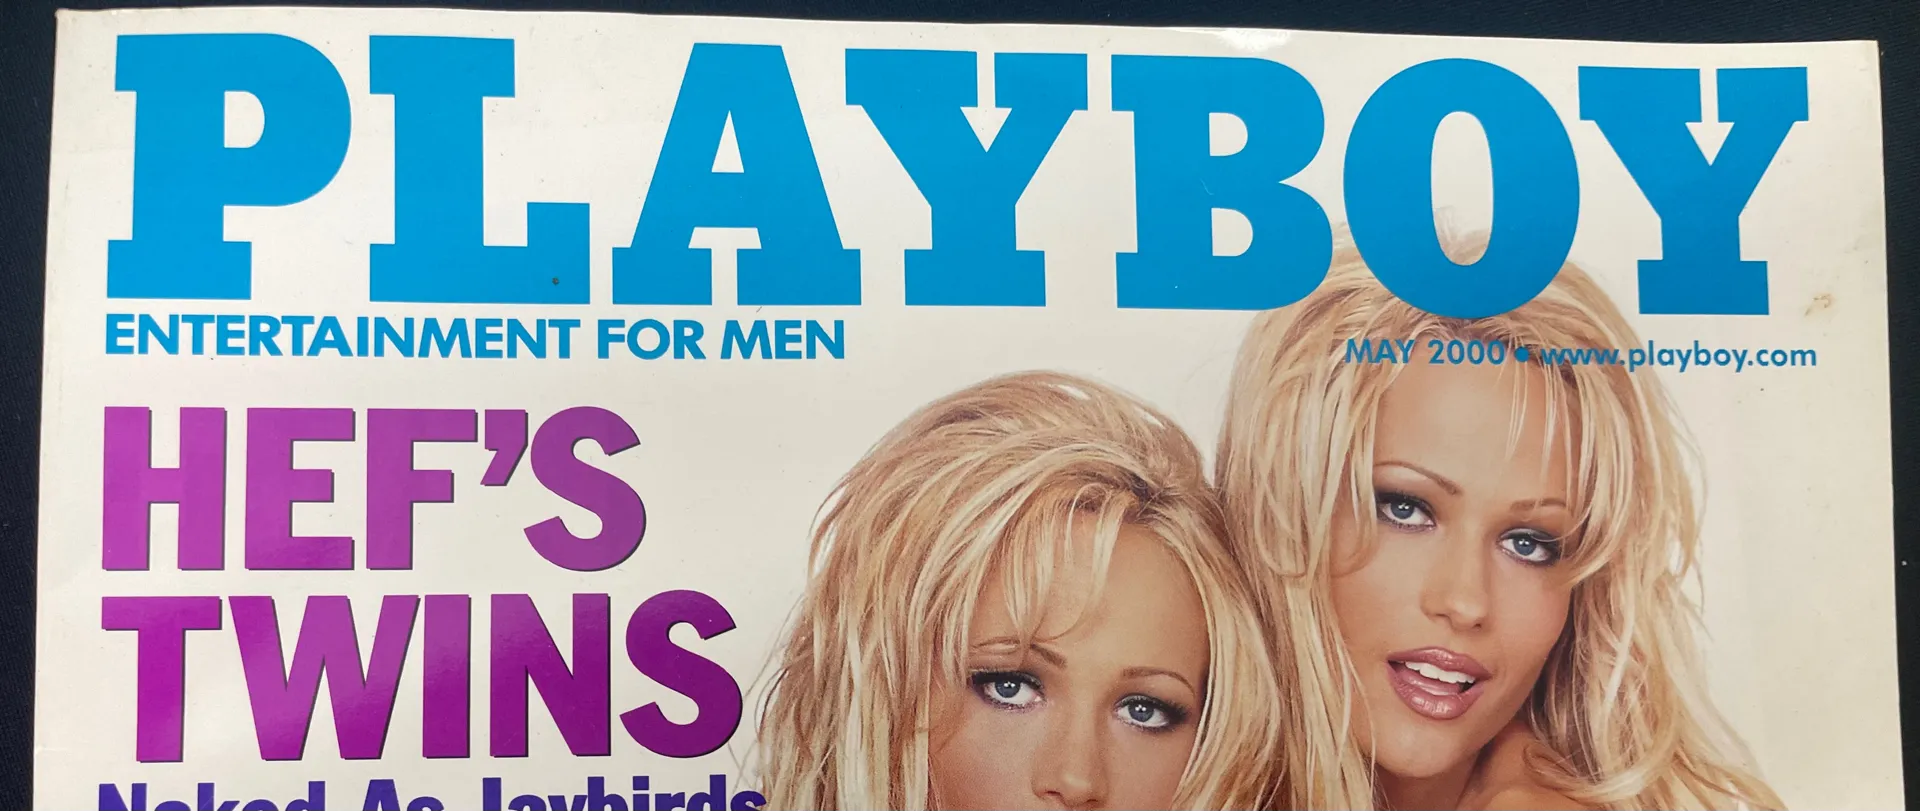 PLAYBOY
ENTERTAINMENT FOR MEN
MAY 2000 • www.playboy.com
HEF'S
TWINS
Naked As Jaybirds